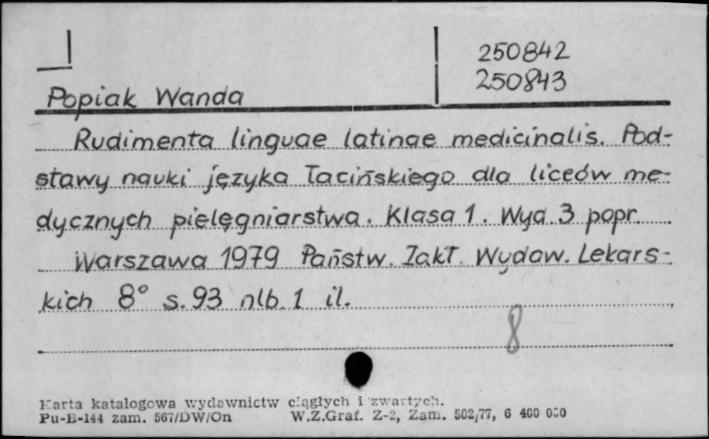 250842
250843
Popiak Wanda
Rudimenta linguae latinae medicinalis. Pod-
stawy nauki języka łacińskiego dla liceów me-
dycznych pielęgniarstwa. Klasa 1. Wyd. 3 popr.
Warszawa 1979 Państw. Zakł. Wydaw. Lekars-
kich 8° s. 93 nlb. 1 il.
8
Karta katalogowa wydawnictw ciągłych i zwartych.
Pu-E-144 zam. 567/DW/On W.Z.Graf. Z-2, Zam. 502/77, 6 400 000